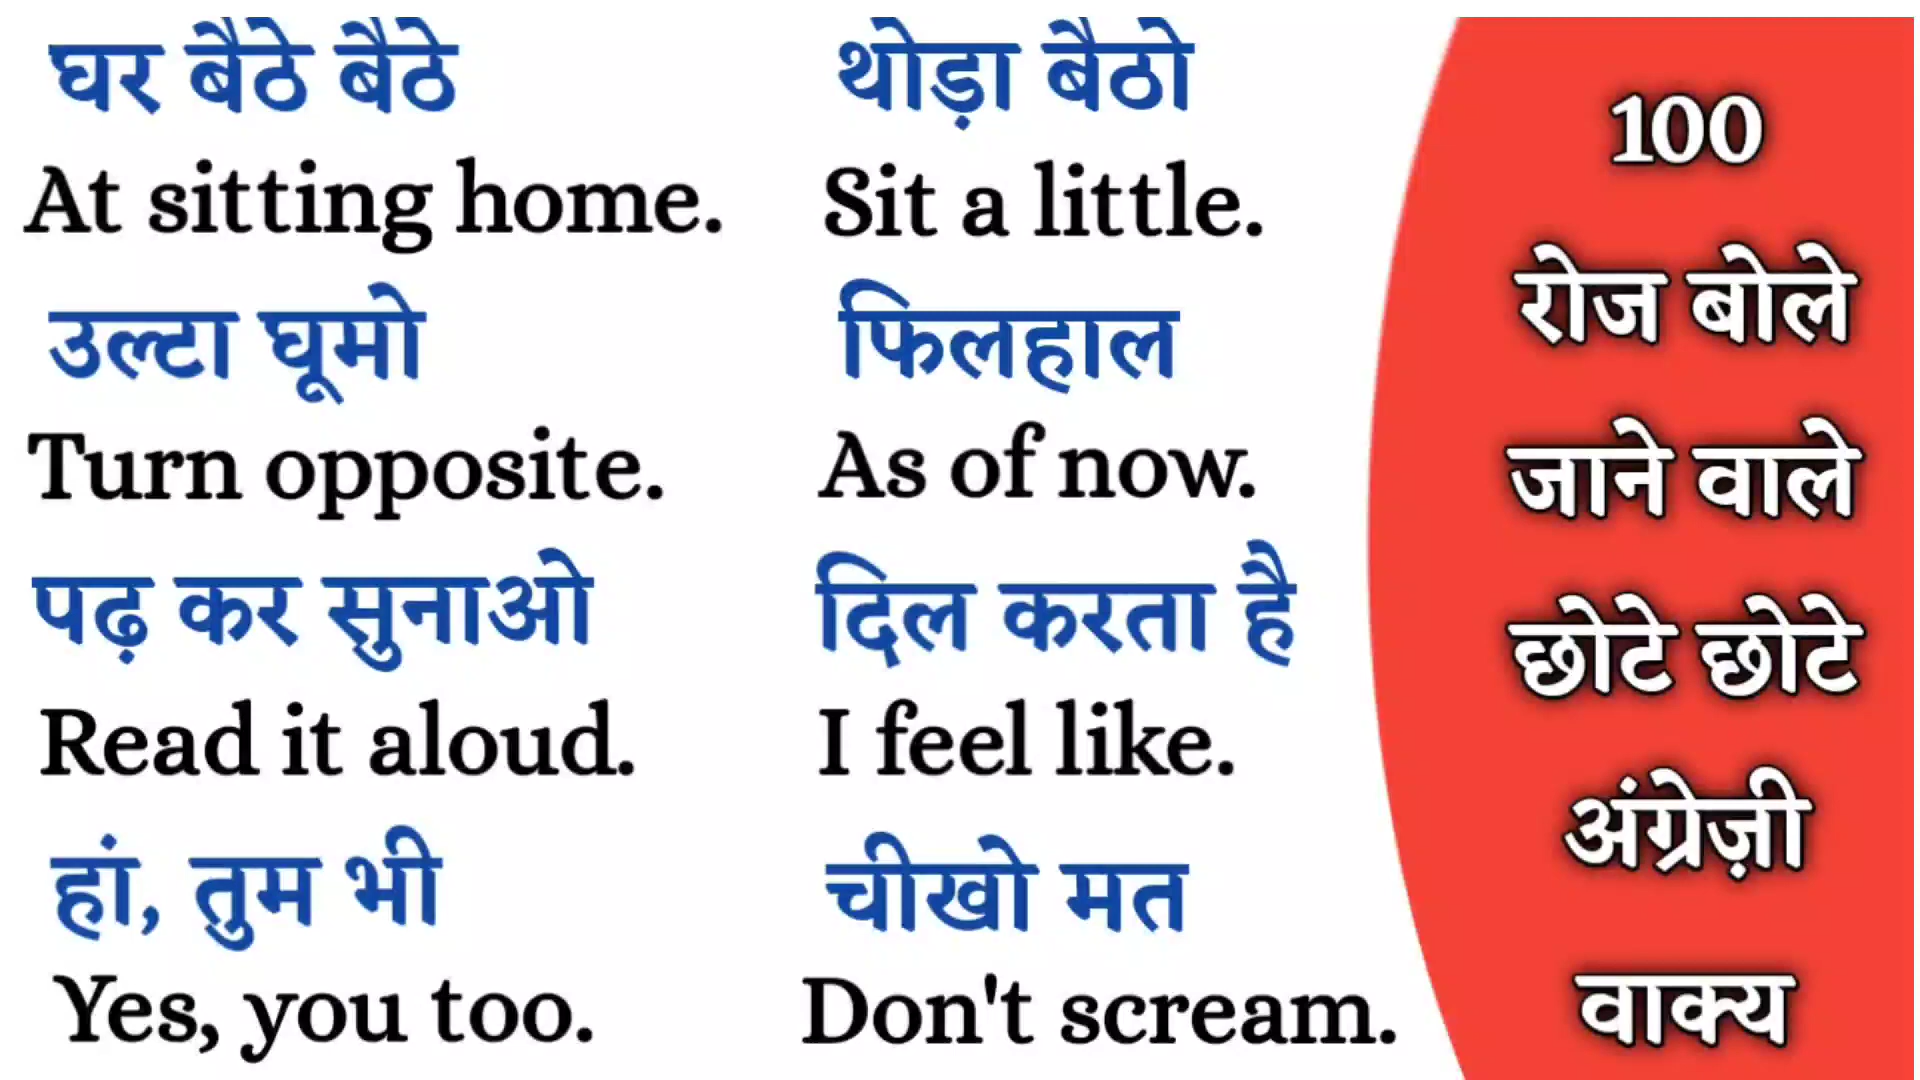 घर बैठे बैठे
At sitting home.
उल्टा घूमो
Turn opposite.
पढ़ कर सुनाओ
Read it aloud.
हां, तुम भी
Yes, you too.
थोड़ा बैठो
Sit a little.
फिलहाल
As of now.
दिल करता है
I feel like.
चीखो मत
Don't scream.
100
रोज बोले
जाने वाले
छोटे छोटे
अंग्रेज़ी
वाक्य